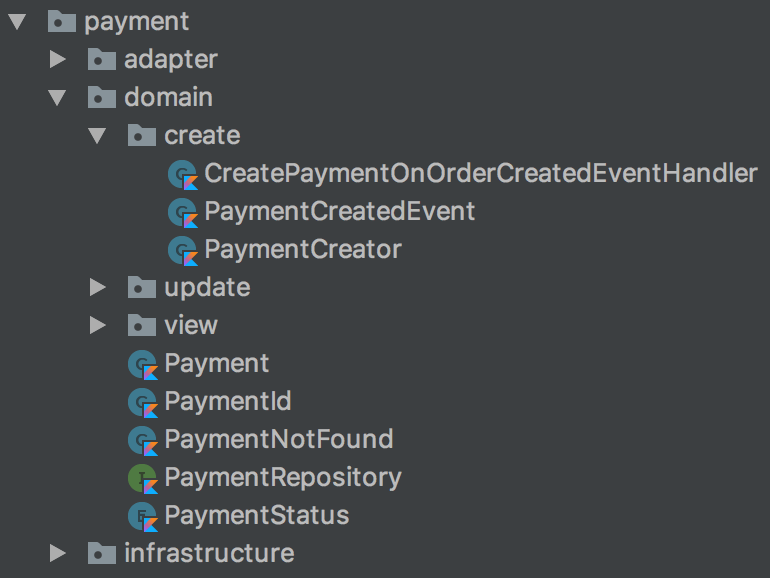 payment
adapter
domain
create
CreatePaymentOnOrderCreatedEventHandler
PaymentCreatedEvent
PaymentCreator
update
view
Payment
PaymentId
PaymentNotFound
PaymentRepository
PaymentStatus
infrastructure